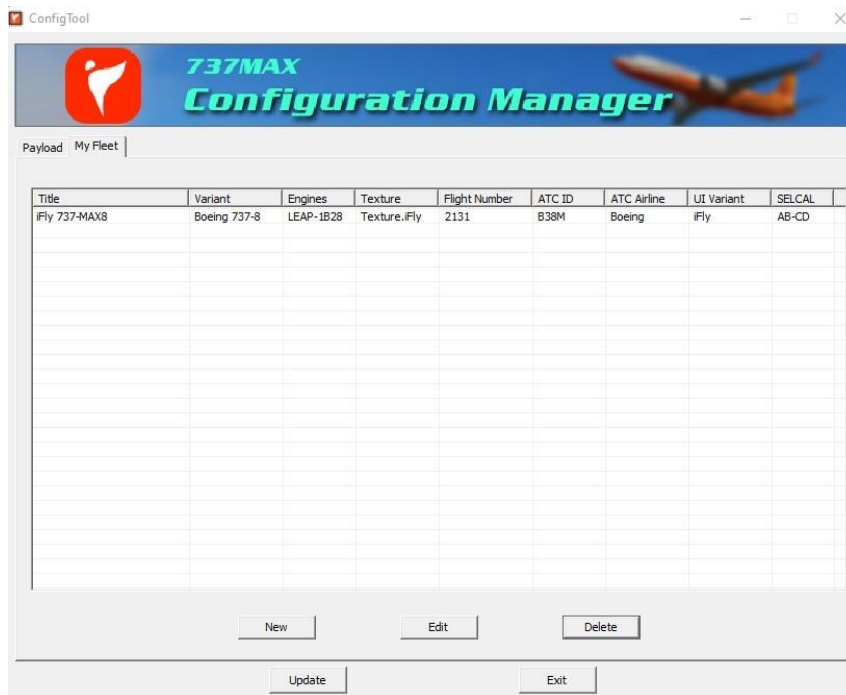 ConfigTool
737MAX
Configuration Manager
Payload My Fleet
Title Variant Engines Texture Flight Number ATC ID ATC Airline UI Variant SELCAL
iFly 737-MAX8 Boeing 737-8 LEAP-1B28 Texture.iFly 2131 B38M Boeing iFly AB-CD
New Edit Delete
Update Exit